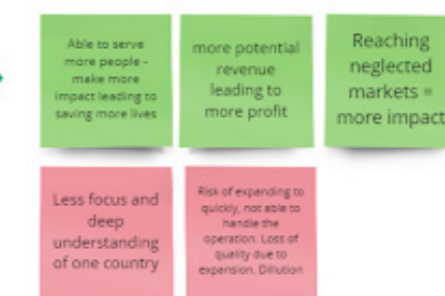 Able to serve
more people -
make more
impact leading to
saving more lives
more potential
revenue
leading to
more profit
Reaching
neglected
markets =
more impact
Less focus and
deep
understanding
of one country
Risk of expanding to
quickly, not able to
handle the
operation. Loss of
quality due to
expansion. Dillution